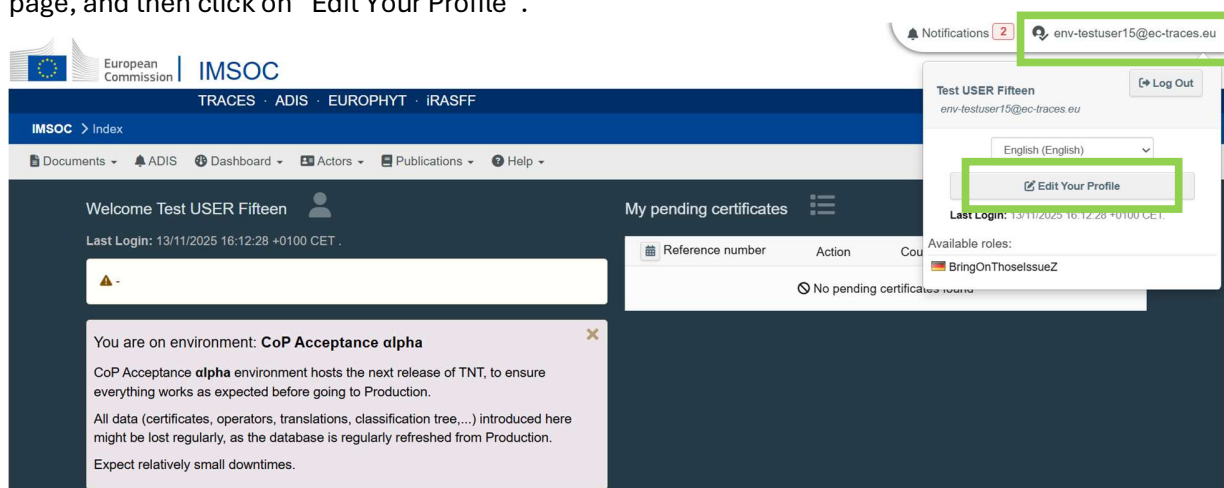 page, and then click on "Edit Your Profile".
Notifications 2 env-testuser15@ec-traces.eu
European
Commission
IMSOC
TRACES · ADIS · EUROPHYT · iRASFF
IMSOC > Index
Documents ADIS Dashboard Actors Publications Help
Test USER Fifteen
Log Out
env-testuser15@ec-traces.eu
English (English)
Edit Your Profile
Last Login: 13/11/2025 16:12:28 +0100 CET.
Available roles:
BringOnThoseIssueZ
Welcome Test USER Fifteen
Last Login: 13/11/2025 16:12:28 +0100 CET .
-
You are on environment: CoP Acceptance αlpha
CoP Acceptance αlpha environment hosts the next release of TNT, to ensure
everything works as expected before going to Production.
All data (certificates, operators, translations, classification tree,...) introduced here
might be lost regularly, as the database is regularly refreshed from Production.
Expect relatively small downtimes.
My pending certificates
Reference number Action Cou
No pending certificates found